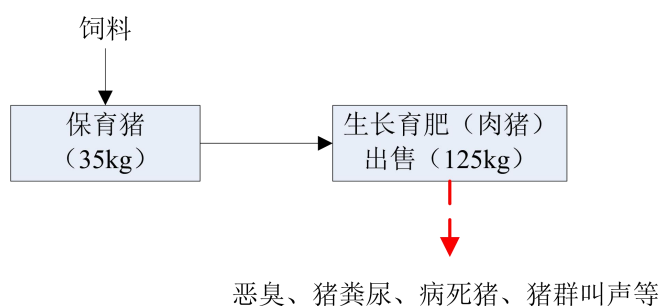 饲料
保育猪
（35kg）
生长育肥（肉猪）
出售（125kg）
恶臭、猪粪尿、病死猪、猪群叫声等